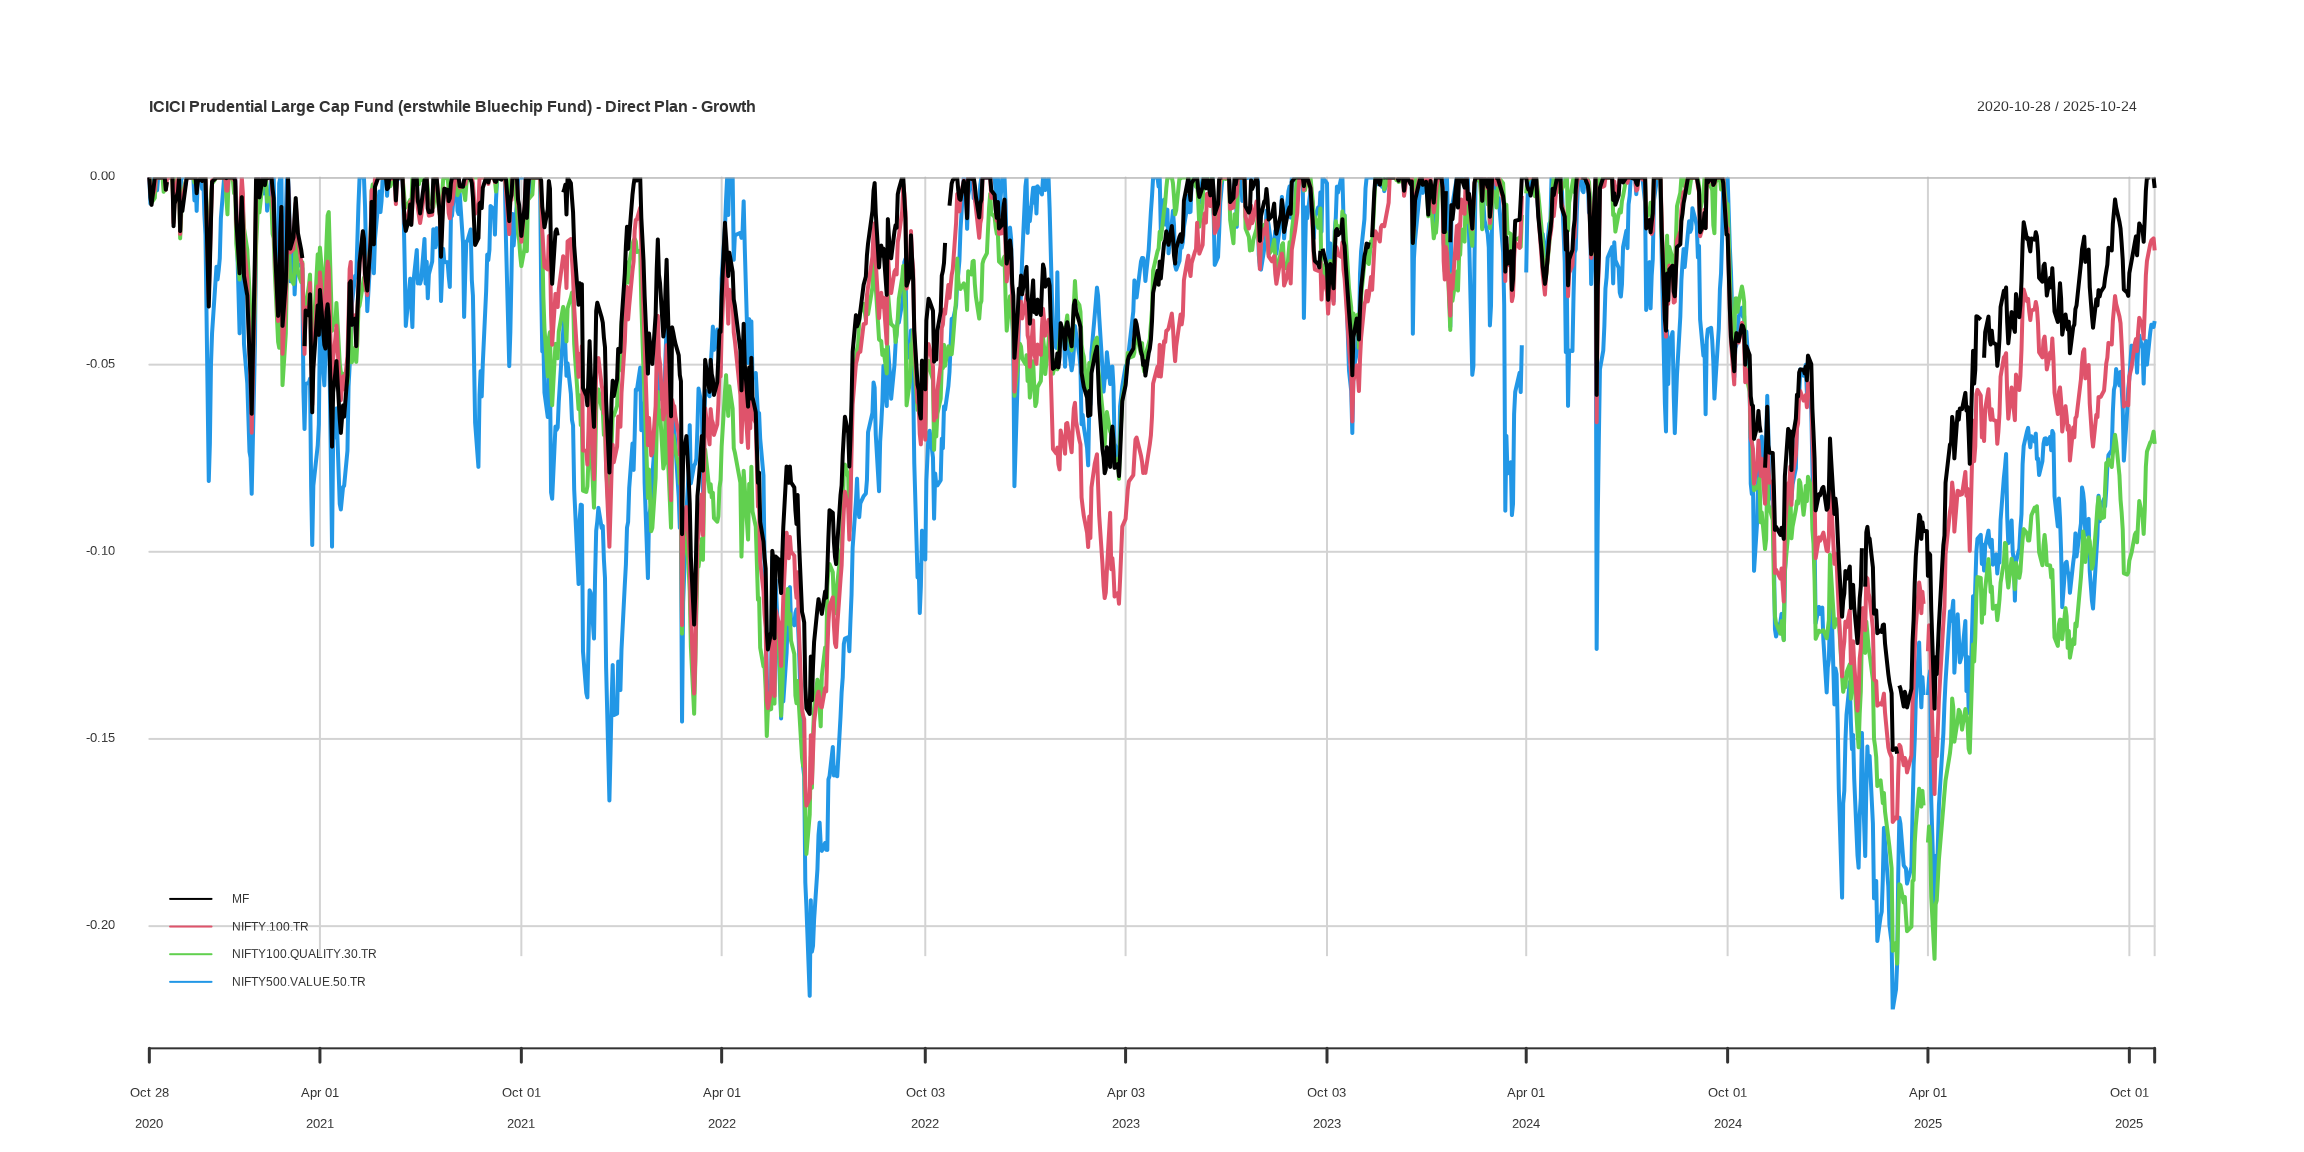 ICICI Prudential Large Cap Fund (erstwhile Bluechip Fund) - Direct Plan - Growth
2020-10-28 / 2025-10-24
0.00
-0.05
-0.10
-0.15
-0.20
MF
NIFTY.100.TR
NIFTY100.QUALITY.30.TR
NIFTY500.VALUE.50.TR
Oct 28 Apr 01 Oct 01 Apr 01 Oct 03 Apr 03 Oct 03 Apr 01 Oct 01 Apr 01 Oct 01
2020 2021 2021 2022 2022 2023 2023 2024 2024 2025 2025